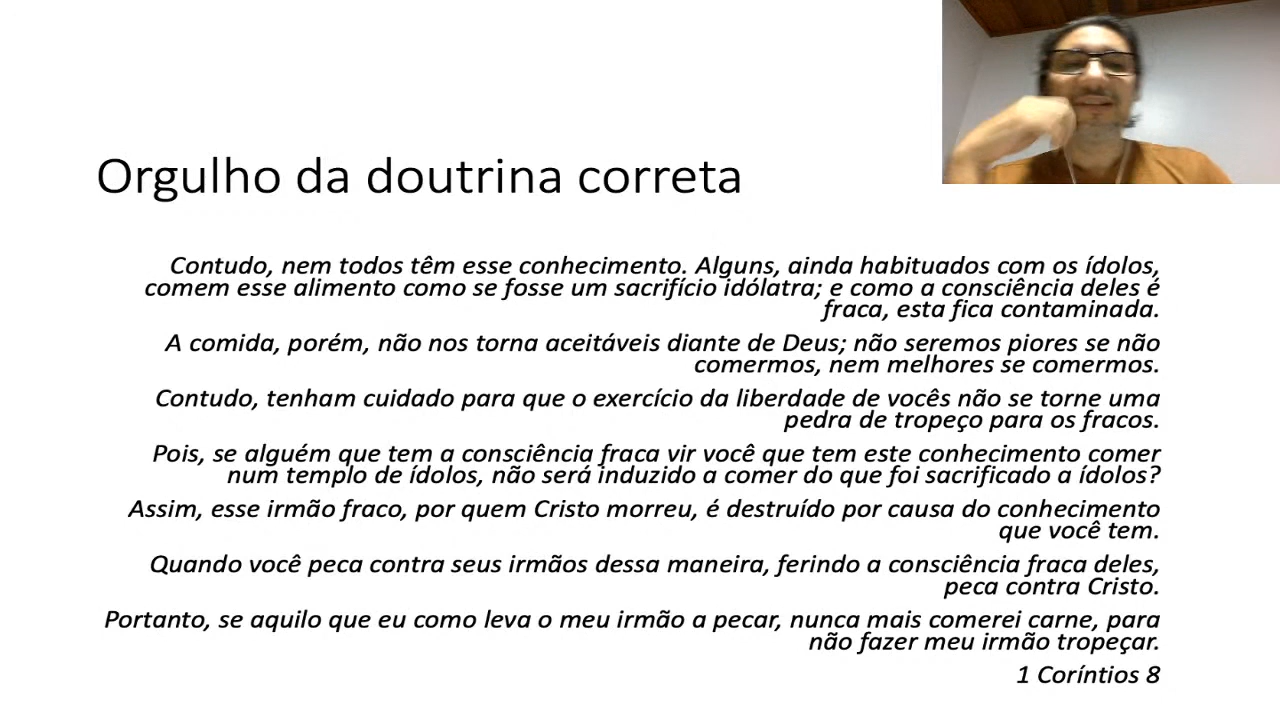 Orgulho da doutrina correta
Contudo, nem todos têm esse conhecimento. Alguns, ainda habituados com os ídolos,
comem esse alimento como se fosse um sacrifício idólatra; e como a consciência deles é
fraca, esta fica contaminada.
A comida, porém, não nos torna aceitáveis diante de Deus; não seremos piores se não
comermos, nem melhores se comermos.
Contudo, tenham cuidado para que o exercício da liberdade de vocês não se torne uma
pedra de tropeço para os fracos.
Pois, se alguém que tem a consciência fraca vir você que tem este conhecimento comer
num templo de ídolos, não será induzido a comer do que foi sacrificado a ídolos?
Assim, esse irmão fraco, por quem Cristo morreu, é destruído por causa do conhecimento
que você tem.
Quando você peca contra seus irmãos dessa maneira, ferindo a consciência fraca deles,
peca contra Cristo.
Portanto, se aquilo que eu como leva o meu irmão a pecar, nunca mais comerei carne, para
não fazer meu irmão tropeçar.
1 Coríntios 8